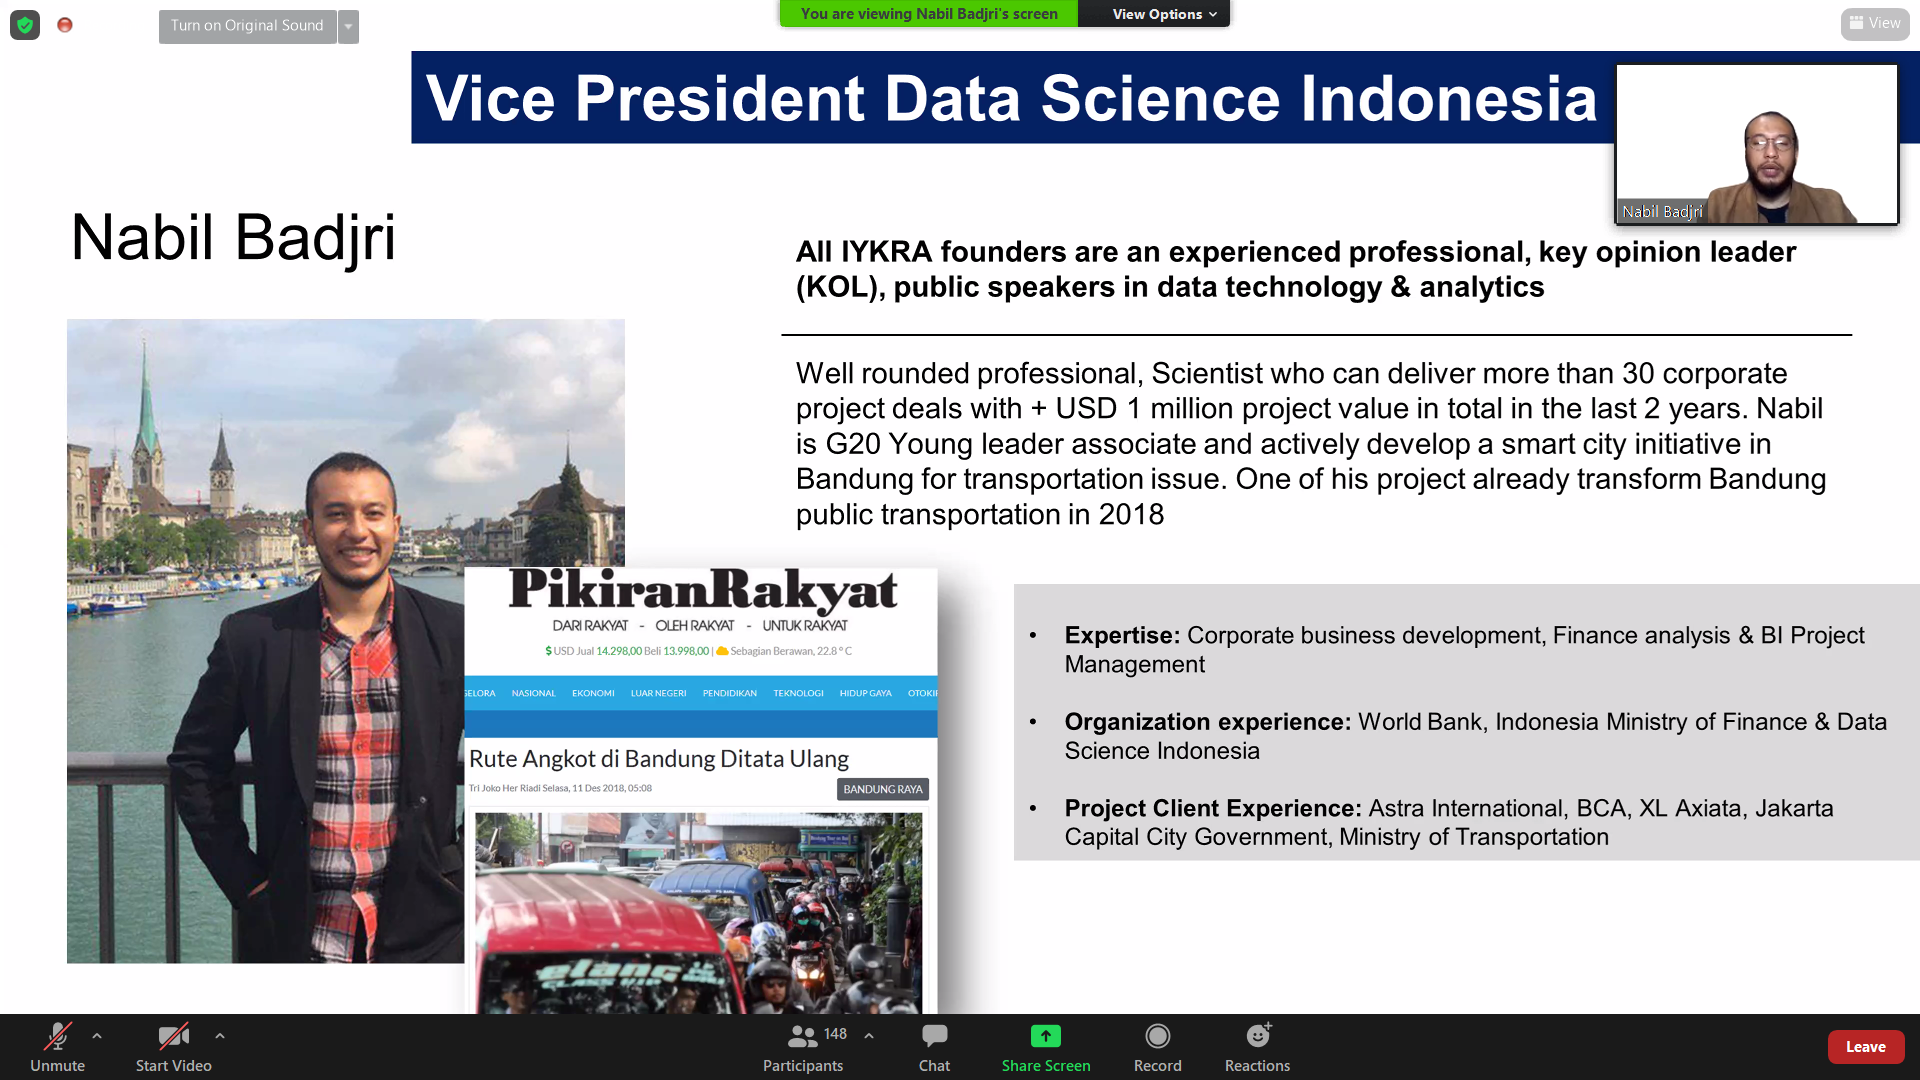 Turn on Original Sound
You are viewing Nabil Badjri's screen
View Options
View
Vice President Data Science Indonesia
Nabil Badjri
Nabil Badjri
All IYKRA founders are an experienced professional, key opinion leader
(KOL), public speakers in data technology & analytics
Well rounded professional, Scientist who can deliver more than 30 corporate
project deals with + USD 1 million project value in total in the last 2 years. Nabil
is G20 Young leader associate and actively develop a smart city initiative in
Bandung for transportation issue. One of his project already transform Bandung
public transportation in 2018
PikiranRakyat
DARI RAKYAT - OLEH RAKYAT - UNTUK RAKYAT
$ USD Jual 14.298,00 Beli 13.998,00 | Sebagian Berawan, 22.8 ° C
GELORA NASIONAL EKONOMI LUAR NEGERI PENDIDIKAN TEKNOLOGI HIDUP GAYA
Rute Angkot di Bandung Ditata Ulang
Tri Joko Her Riadi Selasa, 11 Des 2018, 05:08
BANDUNG RAYA
elang
CLASS VIP
• Expertise: Corporate business development, Finance analysis & BI Project
Management
• Organization experience: World Bank, Indonesia Ministry of Finance & Data
Science Indonesia
• Project Client Experience: Astra International, BCA, XL Axiata, Jakarta
Capital City Government, Ministry of Transportation
Unmute
Start Video
148
Participants
Chat
Share Screen
Record
Reactions
Leave